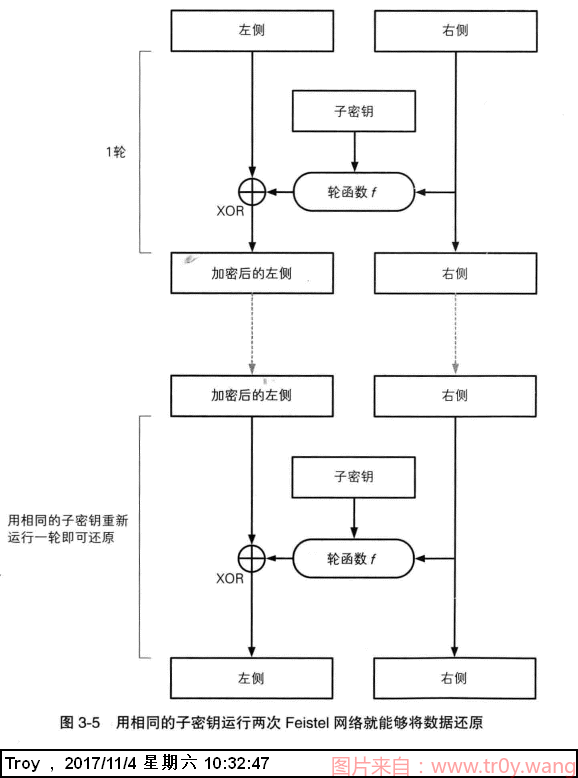 左侧
右侧
子密钥
1轮
轮函数 f
XOR
加密后的左侧
右侧
加密后的左侧
右侧
子密钥
用相同的子密钥重新
运行一轮即可还原
轮函数 f
XOR
左侧
右侧
图 3-5 用相同的子密钥运行两次 Feistel 网络就能够将数据还原
Troy , 2017/11/4 星期六 10:32:47
图片来自：www.tr0y.wang